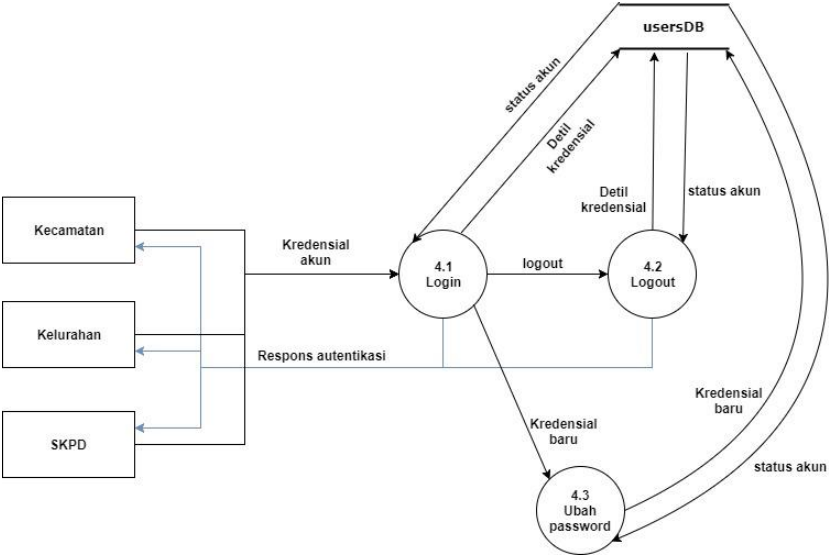 usersDB
status akun
Detil
kredensial
Detil
kredensial
status akun
Kecamatan
Kredensial
akun
4.1
Login
logout
4.2
Logout
Kelurahan
Respons autentikasi
Kredensial
baru
Kredensial
baru
SKPD
status akun
4.3
Ubah
password